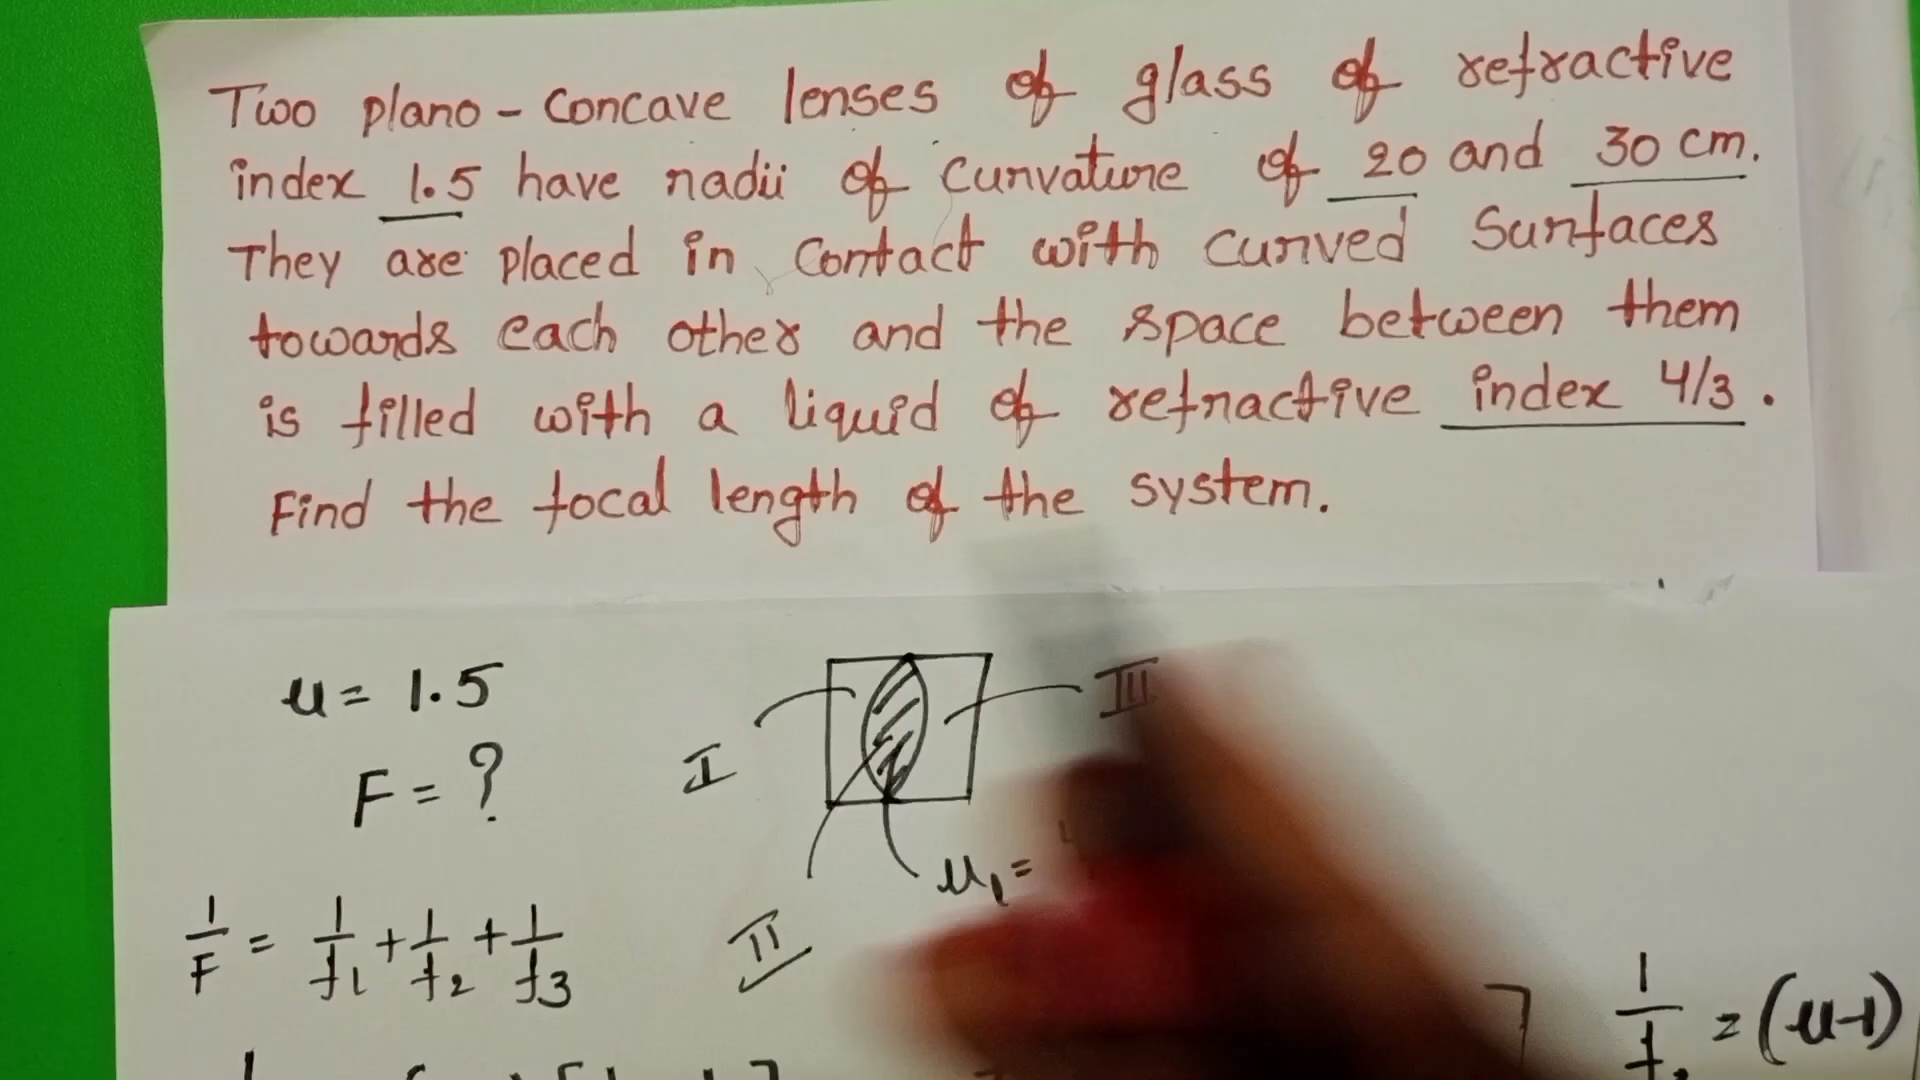 Two plano-concave lenses of glass of refractive
index 1.5 have radii of curvature of 20 and 30 cm.
They are placed in contact with curved surfaces
towards each other and the space between them
is filled with a liquid of refractive index 4/3.
Find the focal length of the system.
u = 1.5
III
I
F = ?
u₁ =
II
1/F = 1/f₁ + 1/f₂ + 1/f₃
= (u-1)